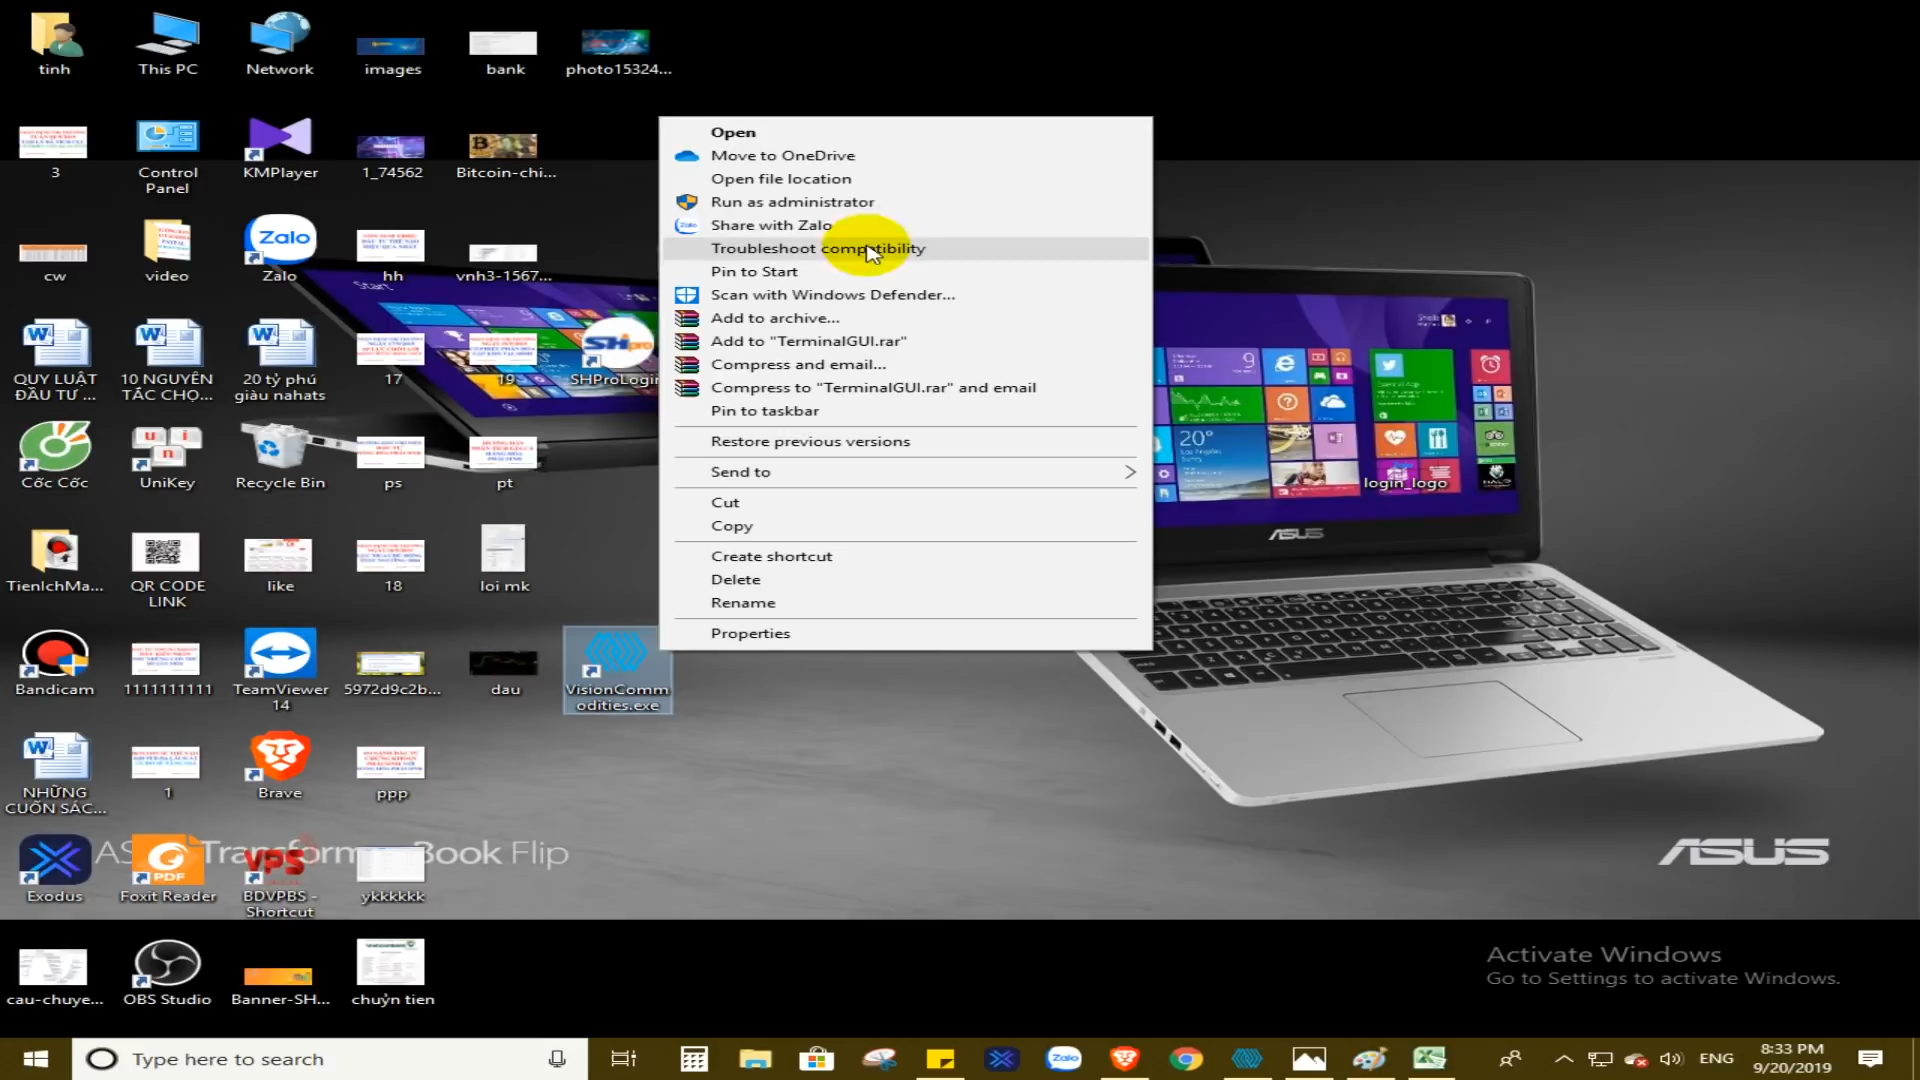 tinh
This PC
Network
images
bank
photo15324...
3
Control
Panel
KMPlayer
1_74562
Bitcoin-chi...
cw
video
Zalo
Zalo
hh
vnh3-1567...
QUY LUẬT
ĐẦU TƯ ...
10 NGUYÊN
TẮC CHỌ...
20 tỷ phú
giàu nahats
17
19
SHProLogin
Cốc Cốc
UniKey
Recycle Bin
ps
pt
TienIchMa...
QR CODE
LINK
like
18
loi mk
Bandicam
1111111111
TeamViewer
14
5972d9c2b...
dau
VisionComm
odities.exe
NHỮNG
CUỐN SÁC...
1
Brave
ppp
Exodus
Foxit Reader
BDVPBS -
Shortcut
ykkkkkk
cau-chuye...
OBS Studio
Banner-SH...
chuỷn tien
Open
Move to OneDrive
Open file location
Run as administrator
Share with Zalo
Troubleshoot compatibility
Pin to Start
Scan with Windows Defender...
Add to archive...
Add to "TerminalGUI.rar"
Compress and email...
Compress to "TerminalGUI.rar" and email
Pin to taskbar
Restore previous versions
Send to
Cut
Copy
Create shortcut
Delete
Rename
Properties
Start
login_logo
20°
9
ASUS
ASUS
Activate Windows
Go to Settings to activate Windows.
Type here to search
ENG
8:33 PM
9/20/2019